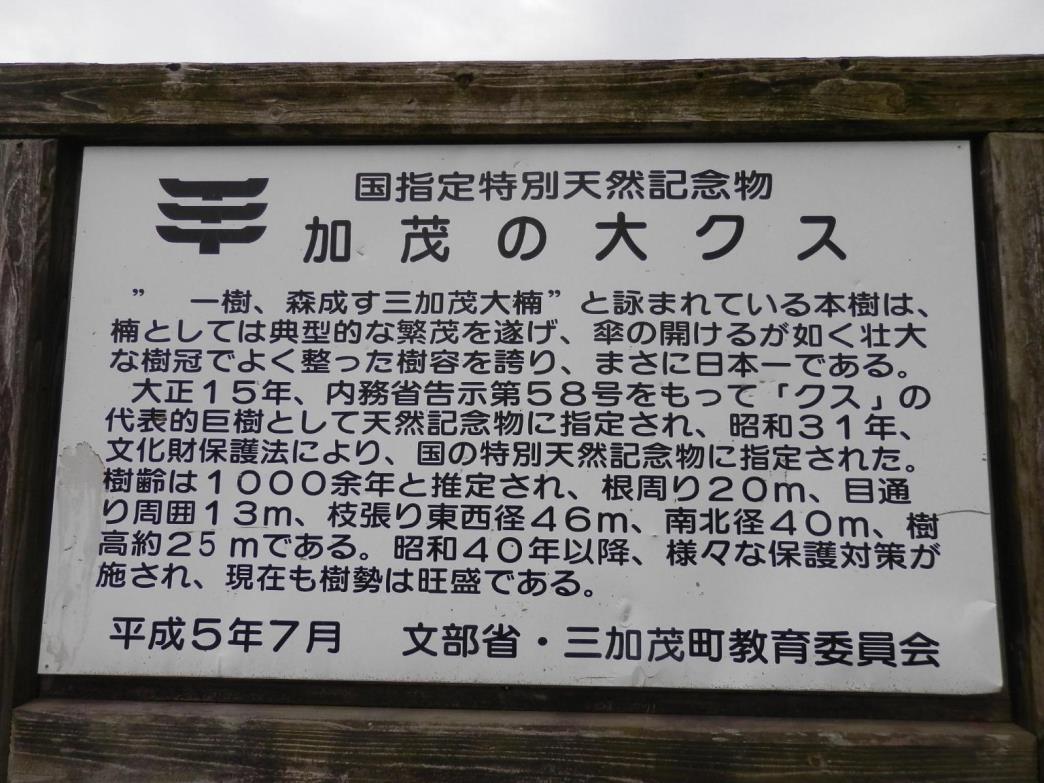 国指定特別天然記念物
加茂の大クス
” 一樹、森成す三加茂大楠”と詠まれている本樹は、
楠としては典型的な繁茂を遂げ、傘の開けるが如く壮大
な樹冠でよく整った樹容を誇り、まさに日本一である。
大正15年、内務省告示第58号をもって「クス」の
代表的巨樹として天然記念物に指定され、昭和31年、
文化財保護法により、国の特別天然記念物に指定された。
樹齢は1000余年と推定され、根周り20m、目通
り周囲13m、枝張り東西径46m、南北径40m、樹
高約25mである。昭和40年以降、様々な保護対策が
施され、現在も樹勢は旺盛である。
平成5年7月 文部省・三加茂町教育委員会